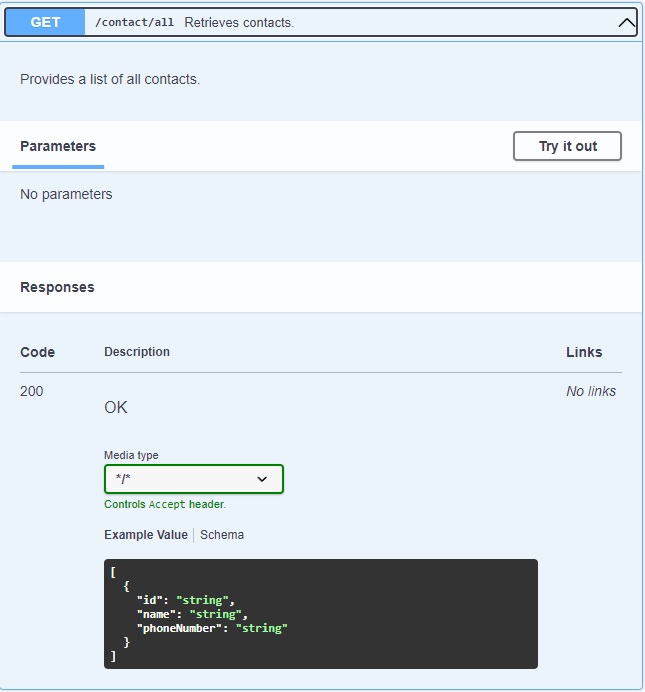 GET /contact/all Retrieves contacts.
Provides a list of all contacts.
Parameters Try it out
No parameters
Responses
Code Description Links
200 No links
OK
Media type
*/*
Controls Accept header.
Example Value Schema
[
{
"id": "string",
"name": "string",
"phoneNumber": "string"
}
]